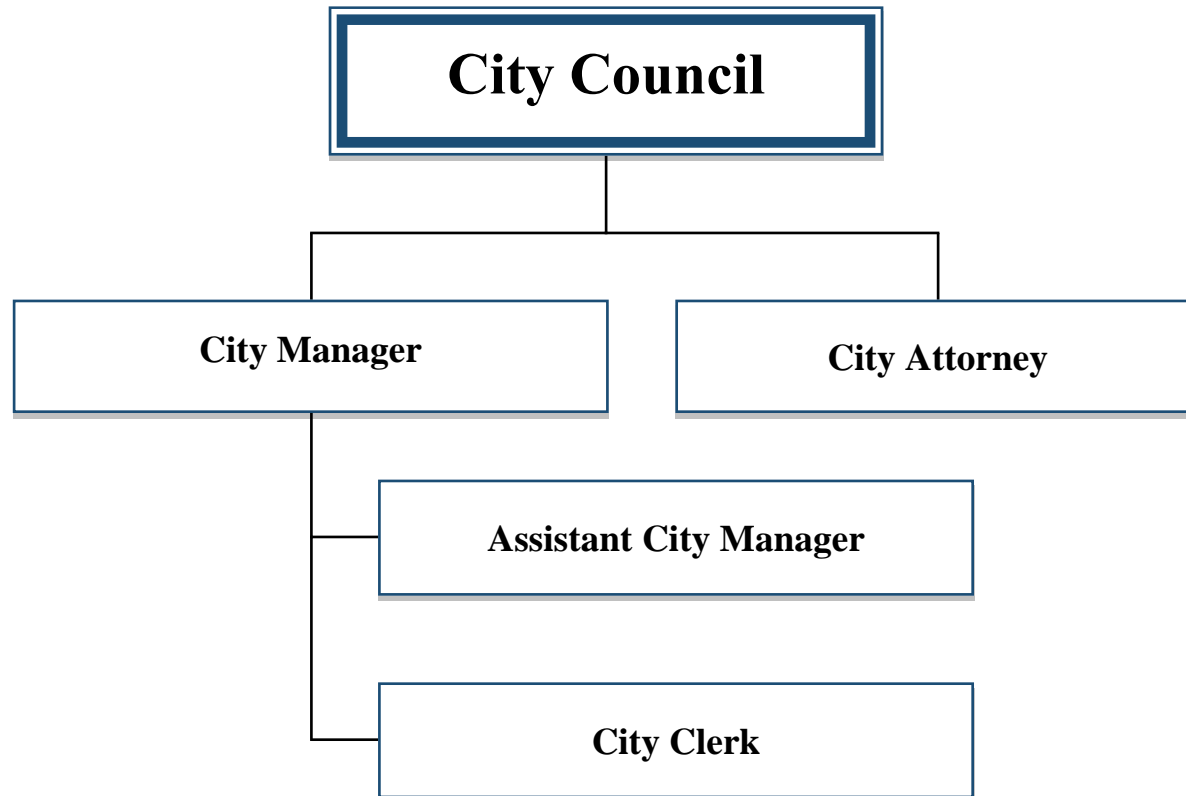 City Council
City Manager
City Attorney
Assistant City Manager
City Clerk